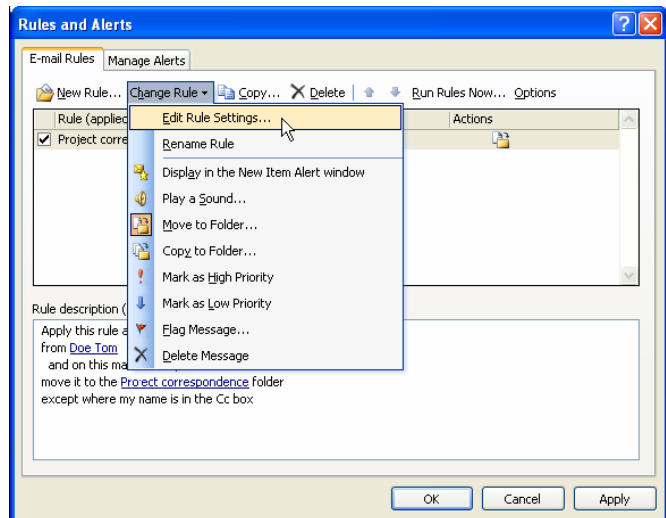 Rules and Alerts
E-mail Rules Manage Alerts
New Rule... Change Rule Copy... Delete Run Rules Now... Options
Rule (applied Actions
Edit Rule Settings...
Project corre
Rename Rule
Display in the New Item Alert window
Play a Sound...
Move to Folder...
Copy to Folder...
Mark as High Priority
Mark as Low Priority
Rule description (
Flag Message...
Apply this rule a
from Doe Tom
Delete Message
and on this ma
move it to the Project correspondence folder
except where my name is in the Cc box
OK Cancel Apply